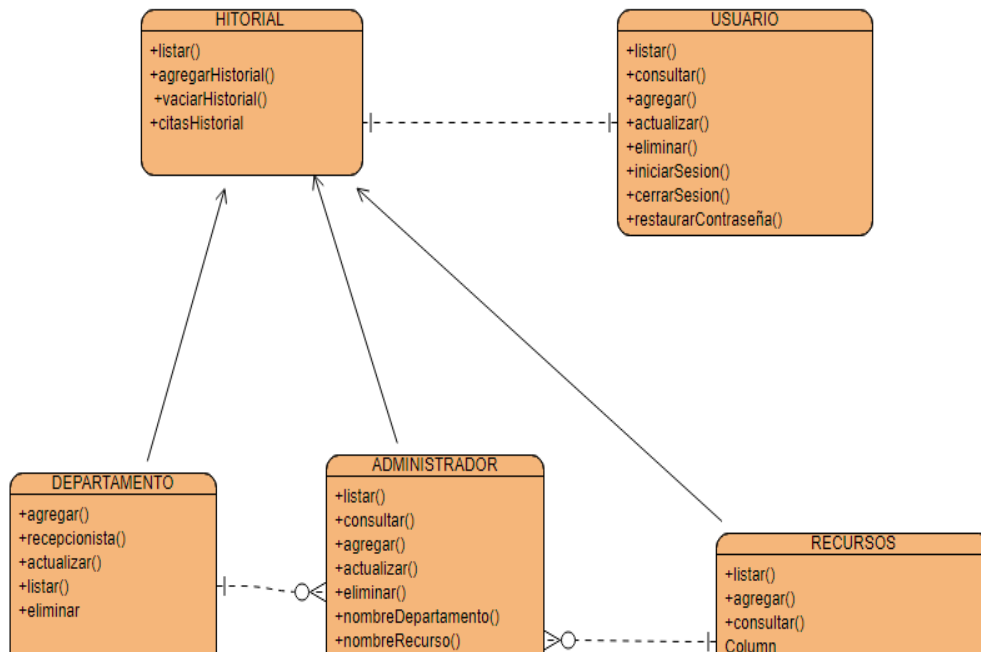 HITORIAL
+listar()
+agregarHistorial()
+vaciarHistorial()
+citasHistorial
USUARIO
+listar()
+consultar()
+agregar()
+actualizar()
+eliminar()
+iniciarSesion()
+cerrarSesion()
+restaurarContraseña()
DEPARTAMENTO
+agregar()
+recepcionista()
+actualizar()
+listar()
+eliminar
ADMINISTRADOR
+listar()
+consultar()
+agregar()
+actualizar()
+eliminar()
+nombreDepartamento()
+nombreRecurso()
RECURSOS
+listar()
+agregar()
+consultar()
Column